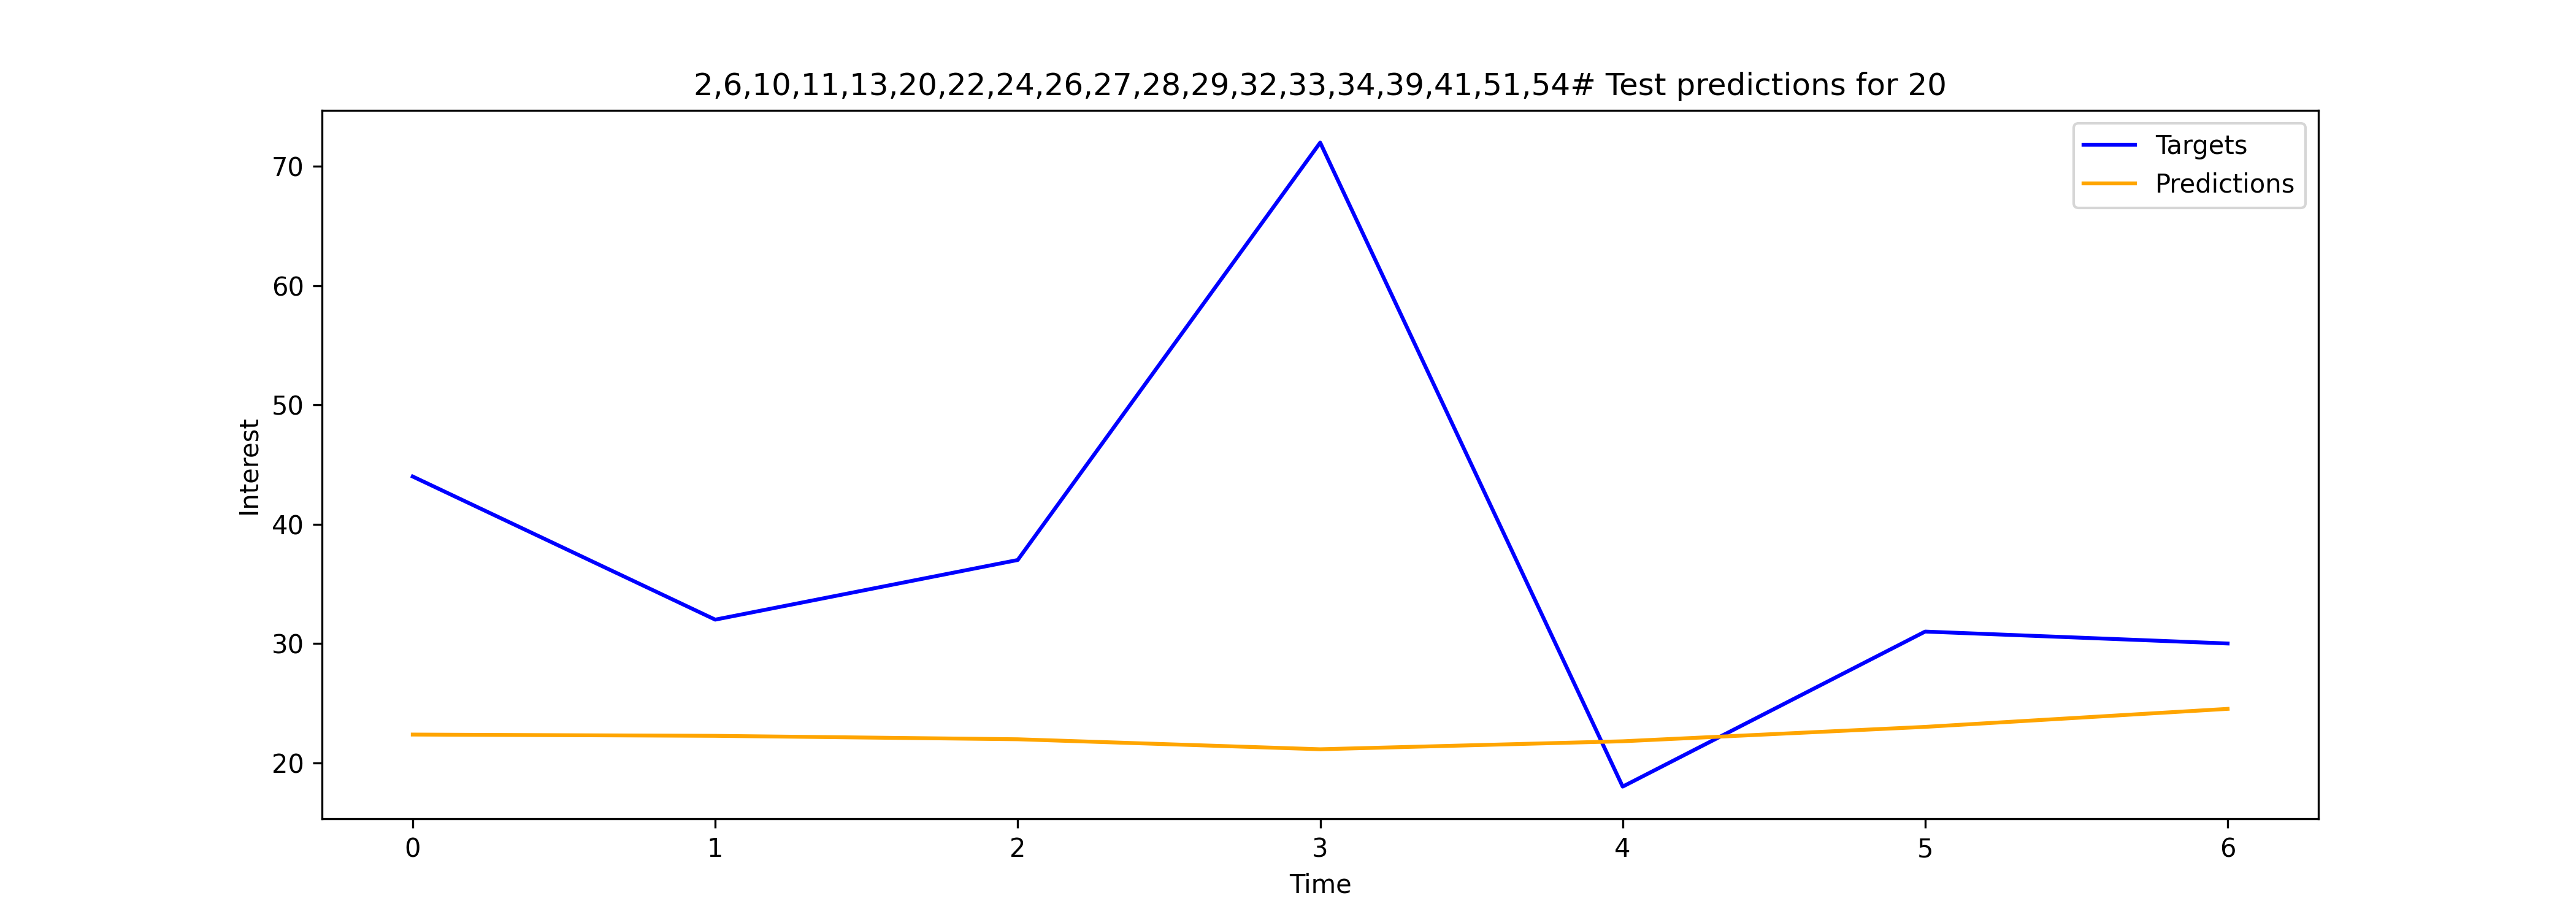 2,6,10,11,13,20,22,24,26,27,28,29,32,33,34,39,41,51,54# Test predictions for 20
Targets
Predictions
70
60
50
40
30
20
Interest
0 1 2 3 4 5 6
Time